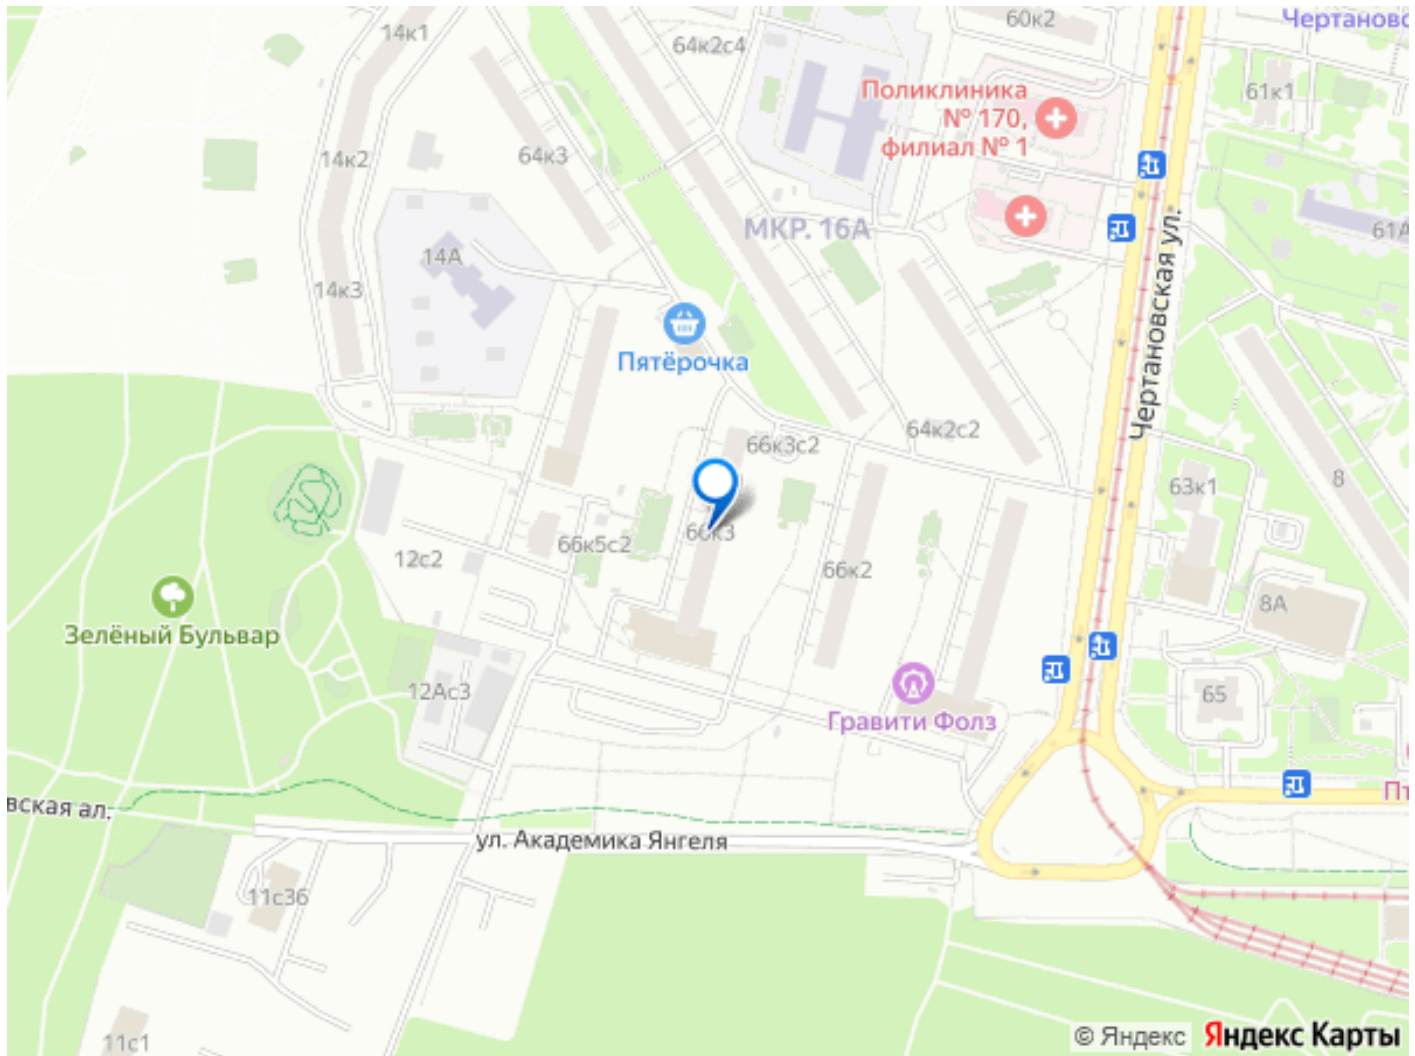 60к2
Чертановс
14к1
64к2с4
Поликлиника
№ 170,
филиал № 1
61к1
14к2
64к3
МКР. 16А
61А
14А
14к3
Чертановская ул.
Пятёрочка
64к2с2
66к3с2
8
63к1
66к3
66к5с2
12с2
66к2
8А
Зелёный Бульвар
12Ас3
65
Гравити Фолз
Пт
вская ал.
ул. Академика Янгеля
11с36
11с1
© Яндекс Яндекс Карты